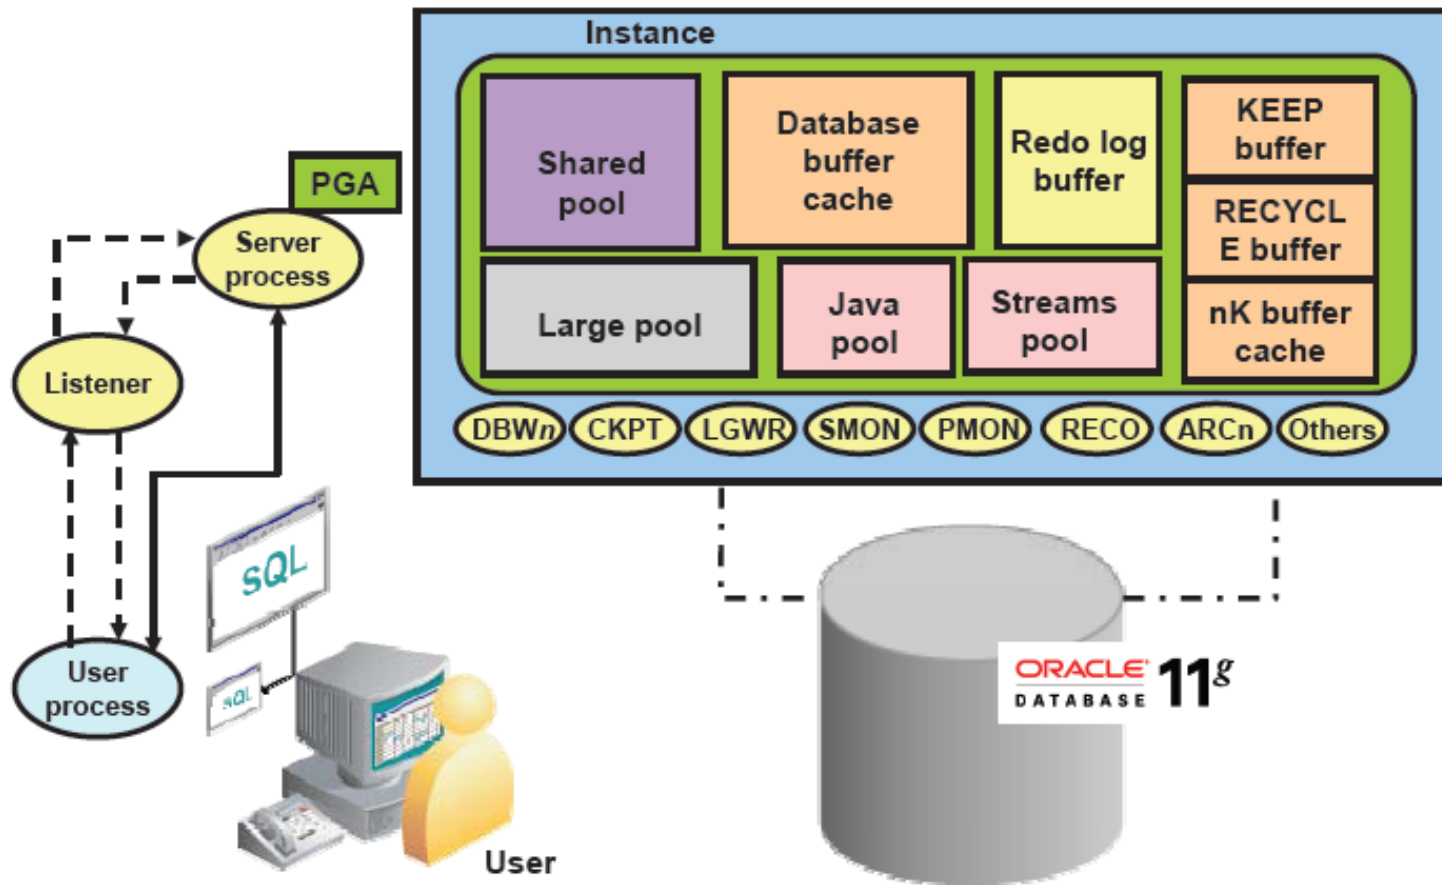 Instance
Shared
pool
Database
buffer
cache
Redo log
buffer
KEEP
buffer
RECYCL
E buffer
nK buffer
cache
Large pool
Java
pool
Streams
pool
PGA
Server
process
Listener
User
process
DBWn
CKPT
LGWR
SMON
PMON
RECO
ARCn
Others
SQL
SQL
User
ORACLE
DATABASE
11g